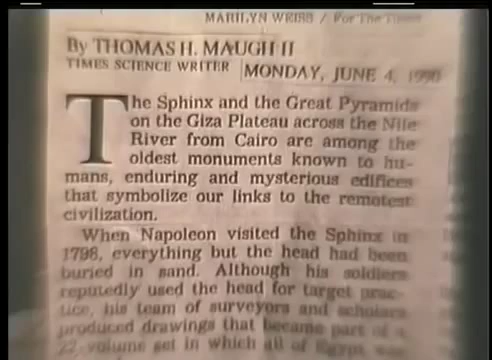 MARILYN WEISS / For The Times
By THOMAS H. MAUGH II
TIMES SCIENCE WRITER
MONDAY, JUNE 4, 1990
The Sphinx and the Great Pyramids
on the Giza Plateau across the Nile
River from Cairo are among the
oldest monuments known to hu-
mans, enduring and mysterious edifices
that symbolize our links to the remotest
civilization.
When Napoleon visited the Sphinx in
1798, everything but the head had been
buried in sand. Although his soldiers
reputedly used the head for target prac-
tice, his team of surveyors and scholars
produced drawings that became part of a
22-volume set in which all of Egypt was